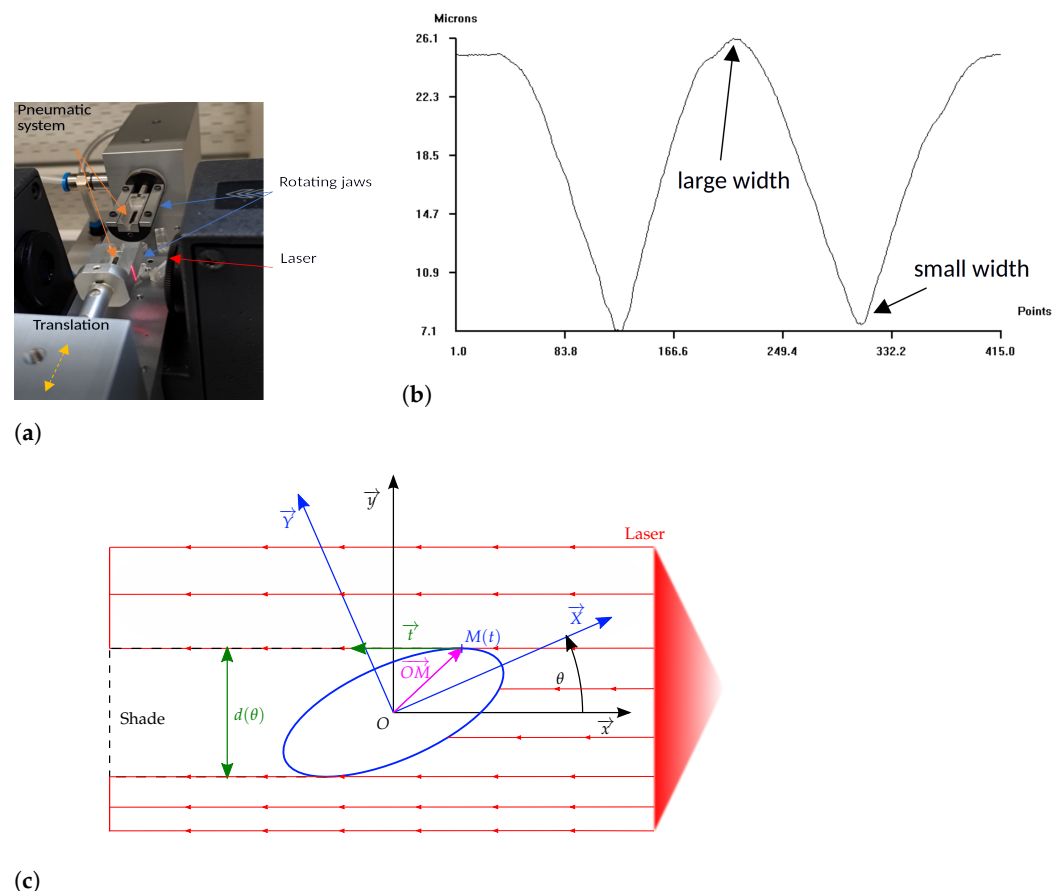 Pneumatic
system
Rotating jaws
Laser
Translation
(a)
Microns
26.1
22.3
18.5
14.7
10.9
7.1
1.0 83.8 166.6 249.4 332.2 415.0
Points
large width
small width
(b)
Laser
y
Y
X
t
M(t)
OM
θ
d(θ)
Shade
O
x
(c)